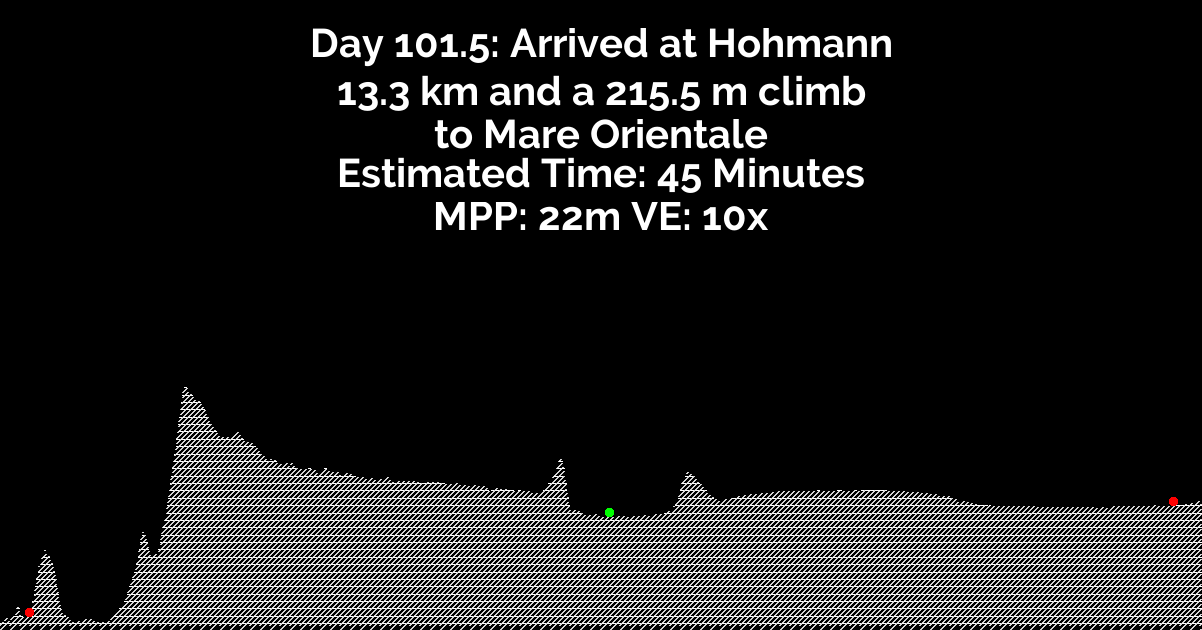 Day 101.5: Arrived at Hohmann
13.3 km and a 215.5 m climb
to Mare Orientale
Estimated Time: 45 Minutes
MPP: 22m VE: 10x